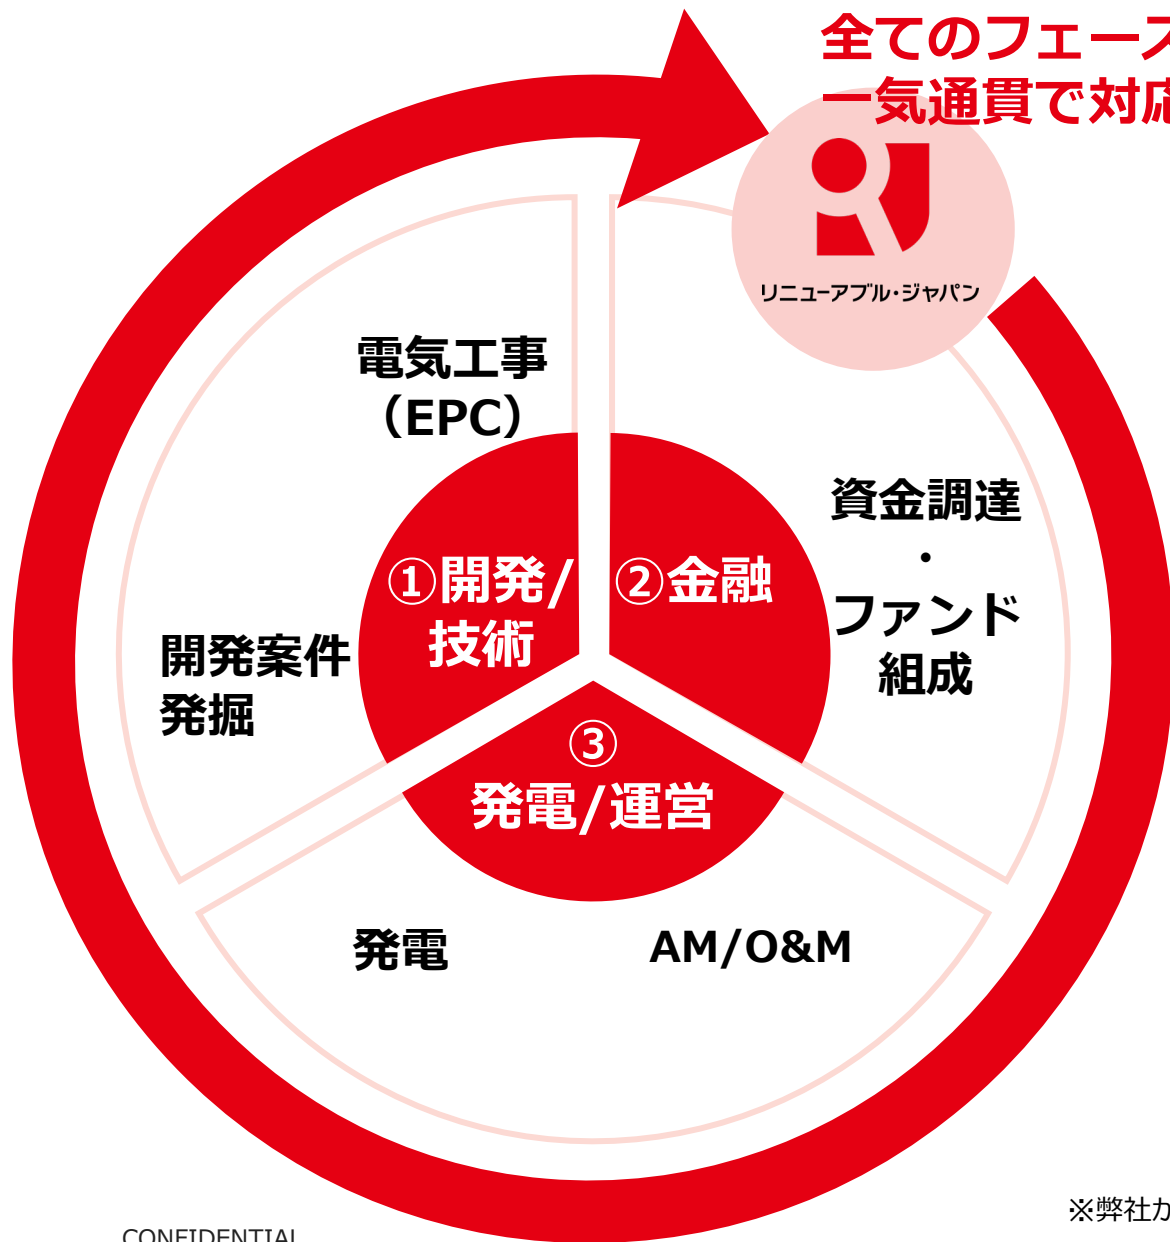 全てのフェーズ
一気通貫で対応
リニューアブル・ジャパン
電気工事
（EPC）
資金調達
・
ファンド
組成
①開発/
技術
②金融
開発案件
発掘
③
発電/運営
発電
AM/O&M
※弊社が
CONFIDENTIAL